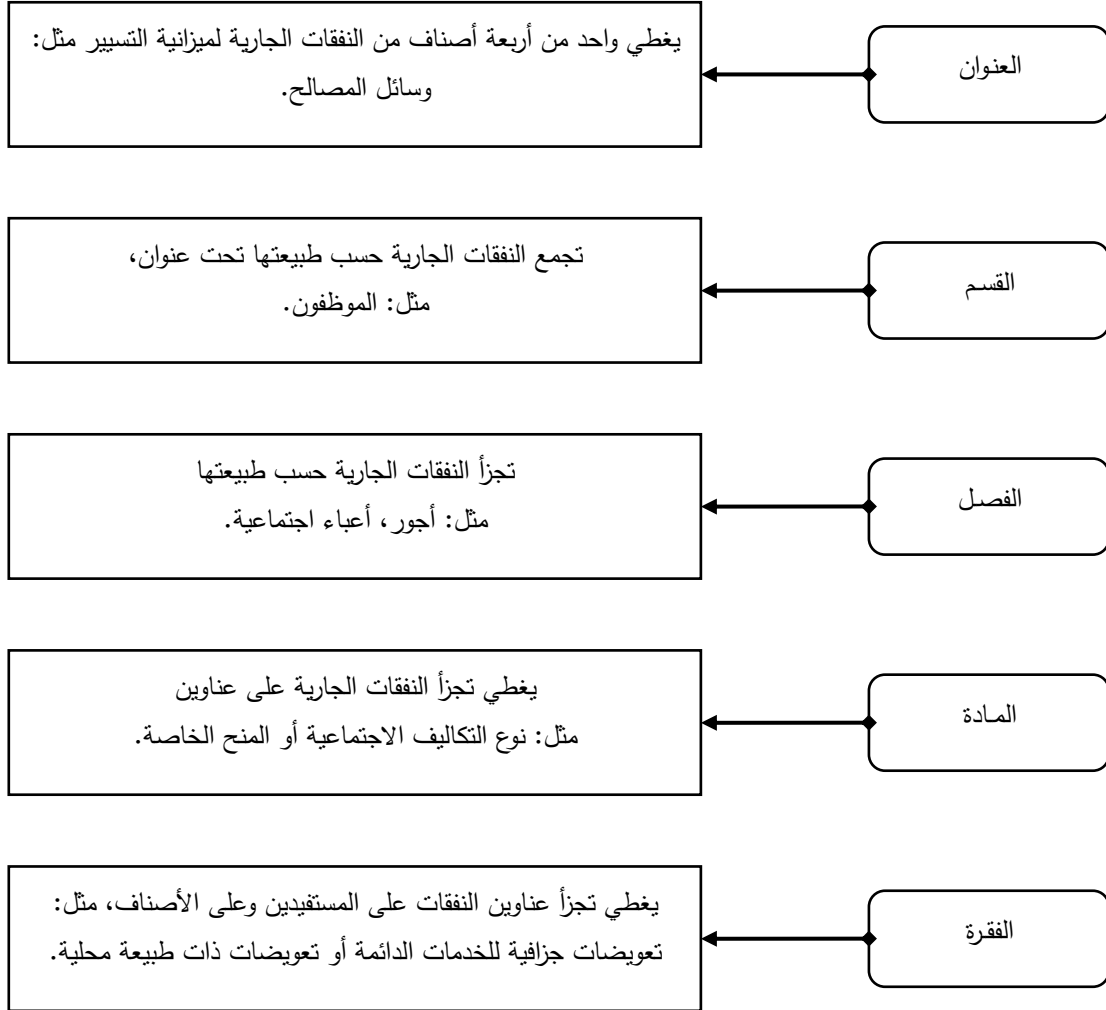 العنوان
يغطي واحد من أربعة أصناف من النفقات الجارية لميزانية التسيير مثل:
وسائل المصالح.
القسم
تجمع النفقات الجارية حسب طبيعتها تحت عنوان،
مثل: الموظفون.
الفصل
تجزأ النفقات الجارية حسب طبيعتها
مثل: أجور، أعباء اجتماعية.
المادة
يغطي تجزأ النفقات الجارية على عناوين
مثل: نوع التكاليف الاجتماعية أو المنح الخاصة.
الفقرة
يغطي تجزأ عناوين النفقات على المستفيدين وعلى الأصناف، مثل:
تعويضات جزافية للخدمات الدائمة أو تعويضات ذات طبيعة محلية.